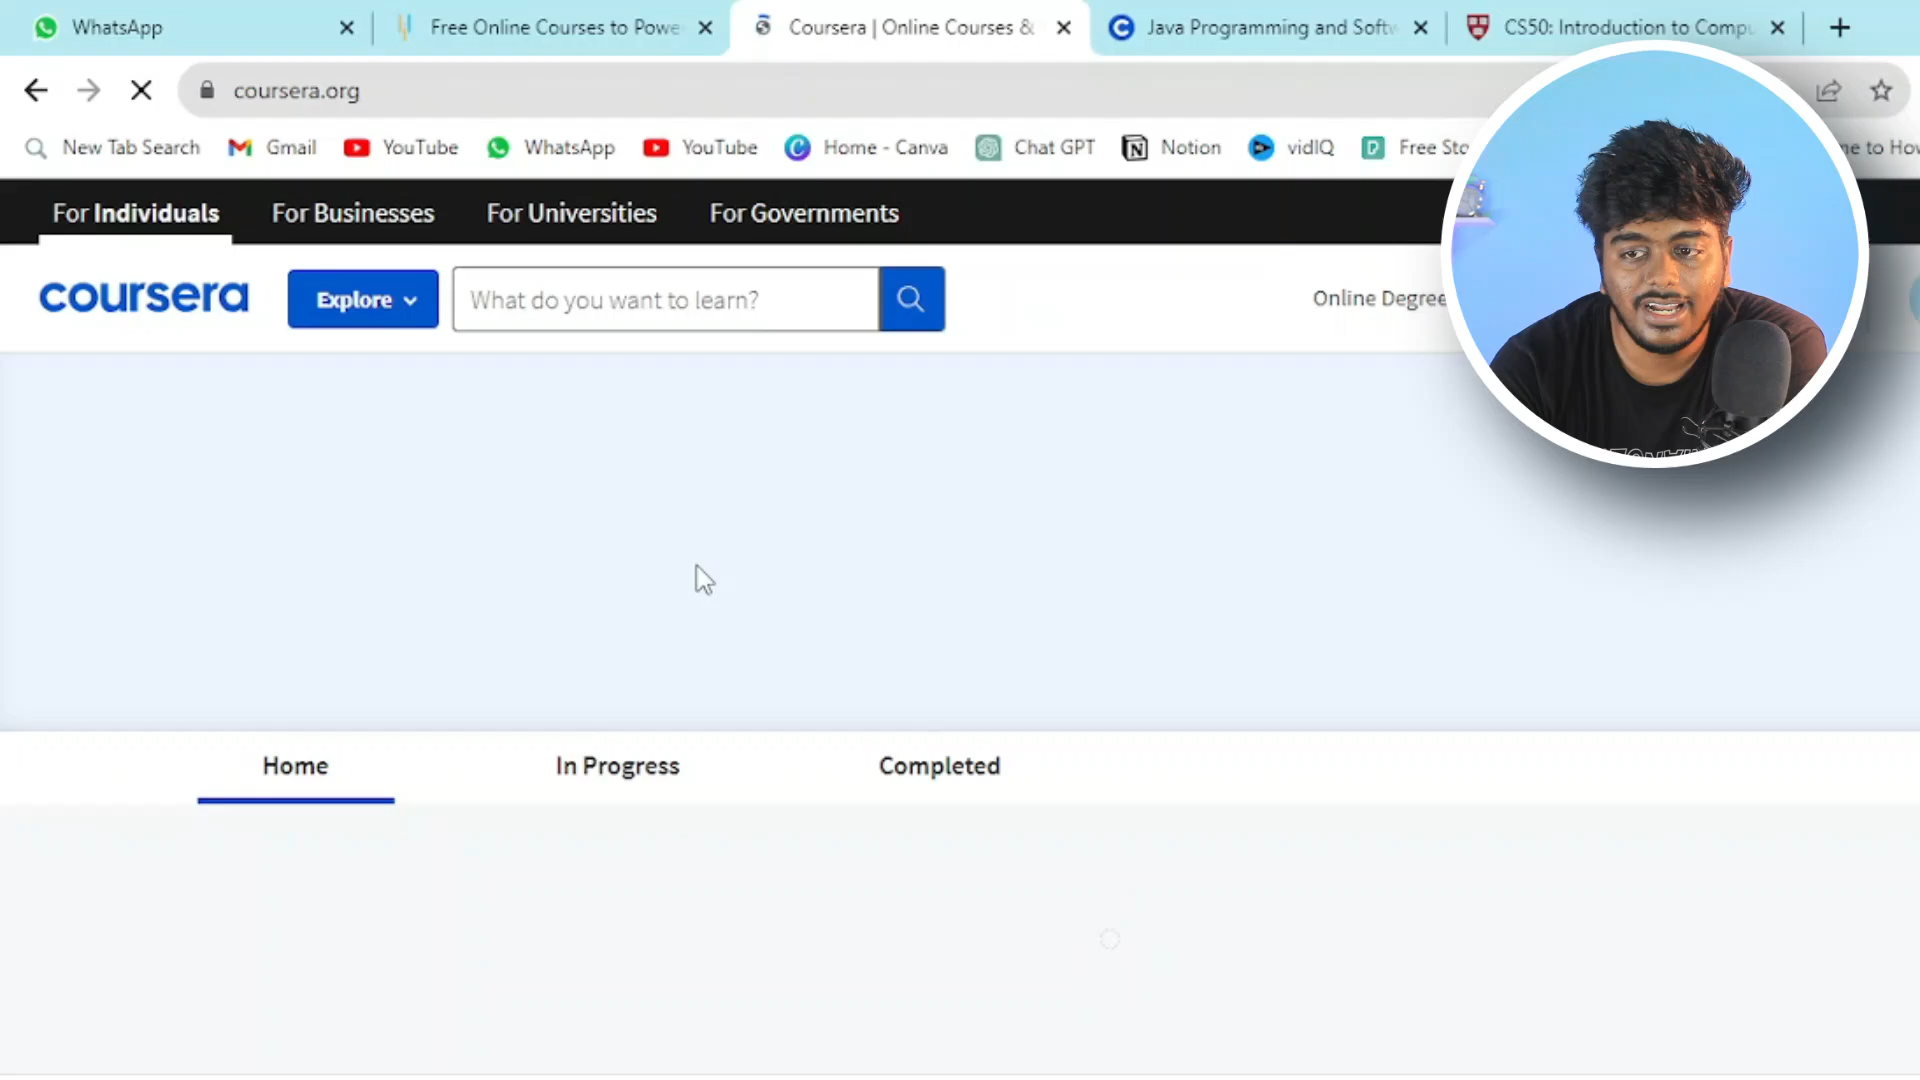 WhatsApp
Free Online Courses to Powe
Coursera | Online Courses &
Java Programming and Softw
CS50: Introduction to Compu
coursera.org
New Tab Search Gmail YouTube WhatsApp YouTube Home - Canva Chat GPT Notion vidIQ Free Sto ne to How
For Individuals For Businesses For Universities For Governments
coursera Explore What do you want to learn? Online Degree
Home In Progress Completed